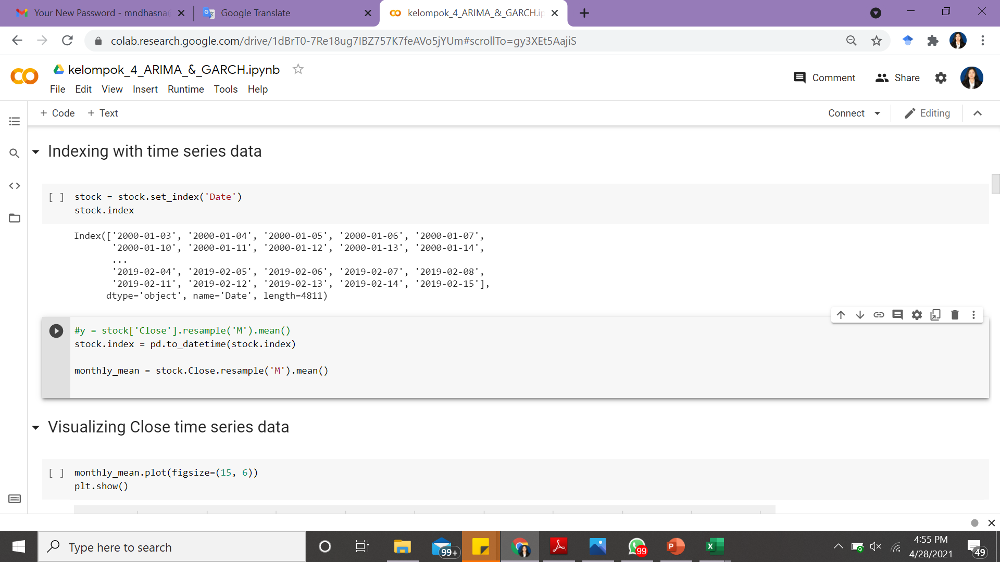 Your New Password - mndhasna
Google Translate
kelompok_4_ARIMA_&_GARCH.ip
colab.research.google.com/drive/1dBrT0-7Re18ug7IBZ757K7feAVo5jYUm#scrollTo=gy3XEt5AajiS
kelompok_4_ARIMA_&_GARCH.ipynb
Comment
Share
File Edit View Insert Runtime Tools Help
+ Code + Text
Connect
Editing
Indexing with time series data
[ ] stock = stock.set_index('Date')
stock.index
Index(['2000-01-03', '2000-01-04', '2000-01-05', '2000-01-06', '2000-01-07',
'2000-01-10', '2000-01-11', '2000-01-12', '2000-01-13', '2000-01-14',
...
'2019-02-04', '2019-02-05', '2019-02-06', '2019-02-07', '2019-02-08',
'2019-02-11', '2019-02-12', '2019-02-13', '2019-02-14', '2019-02-15'],
dtype='object', name='Date', length=4811)
#y = stock['Close'].resample('M').mean()
stock.index = pd.to_datetime(stock.index)
monthly_mean = stock.Close.resample('M').mean()
Visualizing Close time series data
[ ] monthly_mean.plot(figsize=(15, 6))
plt.show()
Type here to search
99+
99
4:55 PM
4/28/2021
49